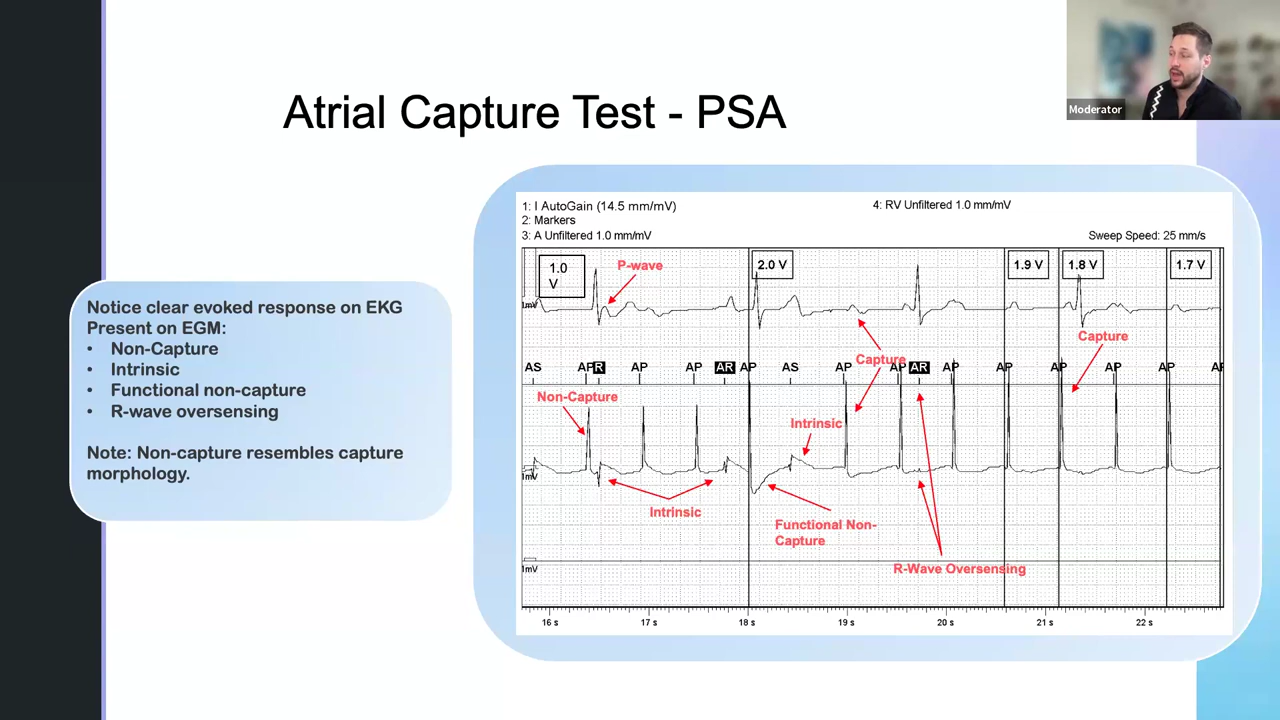 Moderator
Atrial Capture Test - PSA
Notice clear evoked response on EKG
Present on EGM:
• Non-Capture
• Intrinsic
• Functional non-capture
• R-wave oversensing
Note: Non-capture resembles capture
morphology.
1: I AutoGain (14.5 mm/mV)
4: RV Unfiltered 1.0 mm/mV
2: Markers
3: A Unfiltered 1.0 mm/mV
Sweep Speed: 25 mm/s
1.0
V
P-wave
2.0 V
1.9 V
1.8 V
1.7 V
1mV
Capture
Capture
AS AP R AP AP AR AP AS AP AP AR AP AP AP AP AP
Non-Capture
Intrinsic
1mV
Intrinsic
Functional Non-
Capture
R-Wave Oversensing
1mV
16 s 17 s 18 s 19 s 20 s 21 s 22 s